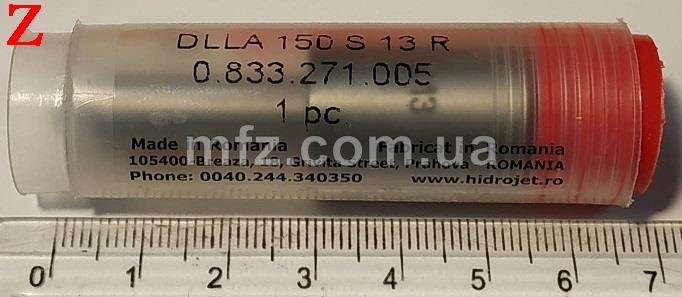 Z
DLLA 150 S 13 R
0.833.271.005
1 pc.
Made in Romania Fabricat in Romania
mfz.com.ua
105400-Breaza, 28, Grivita Street, Prahova - ROMANIA
Phone: 0040.244.340350 www.hidrojet.ro
0 1 2 3 4 5 6 7